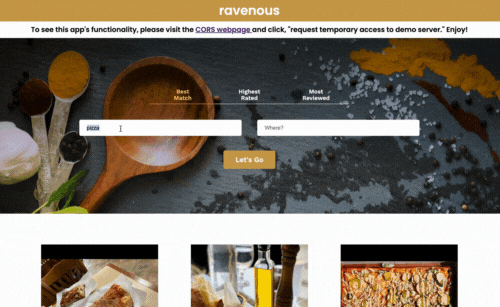 ravenous
To see this app's functionality, please visit the CORS webpage and click, "request temporary access to demo server." Enjoy!
Best Match
Highest Rated
Most Reviewed
pizza
Where?
Let's Go